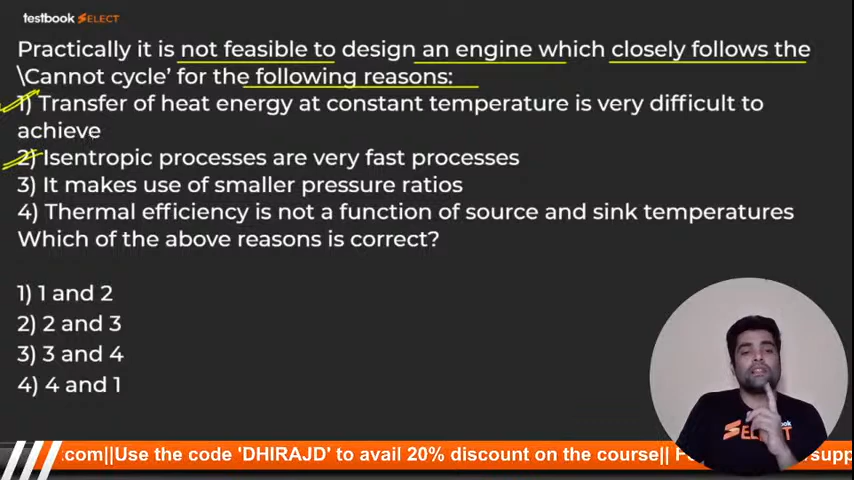 testbook SELECT
Practically it is not feasible to design an engine which closely follows the
\Cannot cycle' for the following reasons:
1) Transfer of heat energy at constant temperature is very difficult to
achieve
2) Isentropic processes are very fast processes
3) It makes use of smaller pressure ratios
4) Thermal efficiency is not a function of source and sink temperatures
Which of the above reasons is correct?
1) 1 and 2
2) 2 and 3
3) 3 and 4
4) 4 and 1
SELECT
.com||Use the code 'DHIRAJD' to avail 20% discount on the course||